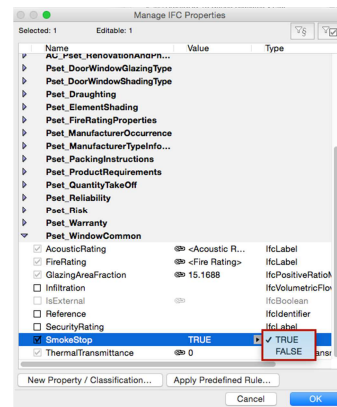 Manage IFC Properties
Selected: 1 Editable: 1
Name Value Type
AC_Pset_RenovationAndPh...
Pset_DoorWindowGlazingType
Pset_DoorWindowShadingType
Pset_Draughting
Pset_ElementShading
Pset_FireRatingProperties
Pset_ManufacturerOccurrence
Pset_ManufacturerTypeInfo...
Pset_PackingInstructions
Pset_ProductRequirements
Pset_QuantityTakeOff
Pset_Reliability
Pset_Risk
Pset_Warranty
Pset_WindowCommon
AcousticRating <Acoustic R... IfcLabel
FireRating <Fire Rating> IfcLabel
GlazingAreaFraction 15.1688 IfcPositiveRatioM
Infiltration IfcVolumetricFlow
IsExternal IfcBoolean
Reference IfcIdentifier
SecurityRating IfcLabel
SmokeStop TRUE TRUE
ThermalTransmittance 0 FALSE
New Property / Classification... Apply Predefined Rule...
Cancel OK